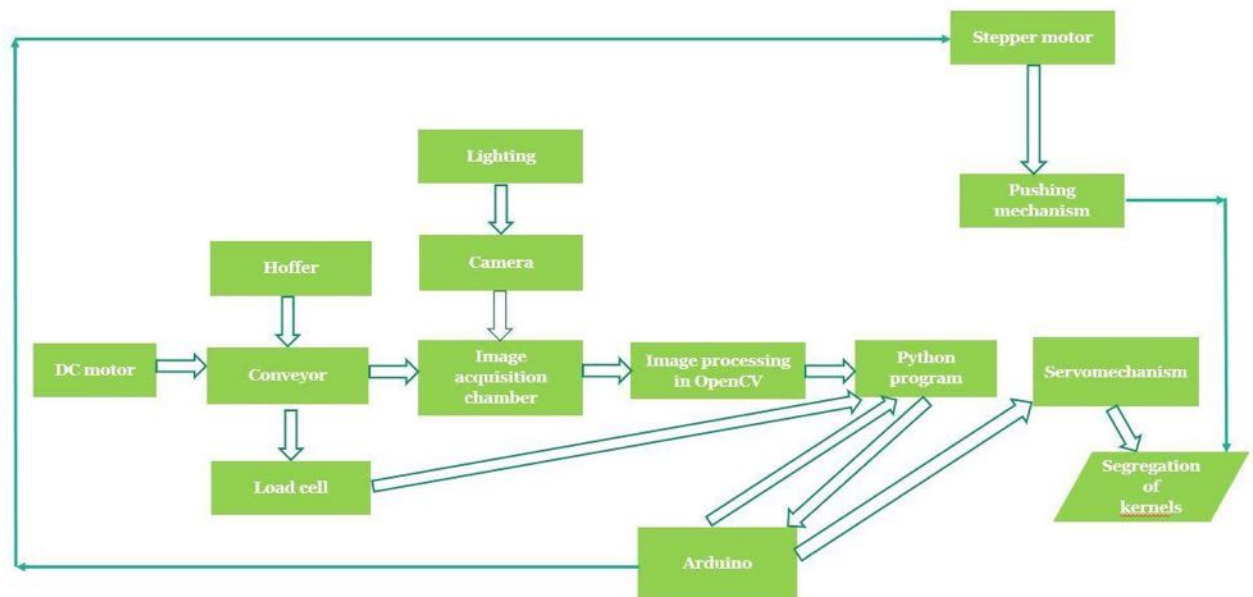 Stepper motor
Lighting
Pushing
mechanism
Hoffer
Camera
DC motor
Conveyor
Image
acquisition
chamber
Image processing
in OpenCV
Python
program
Servomechanism
Load cell
Segregation
of
kernels
Arduino